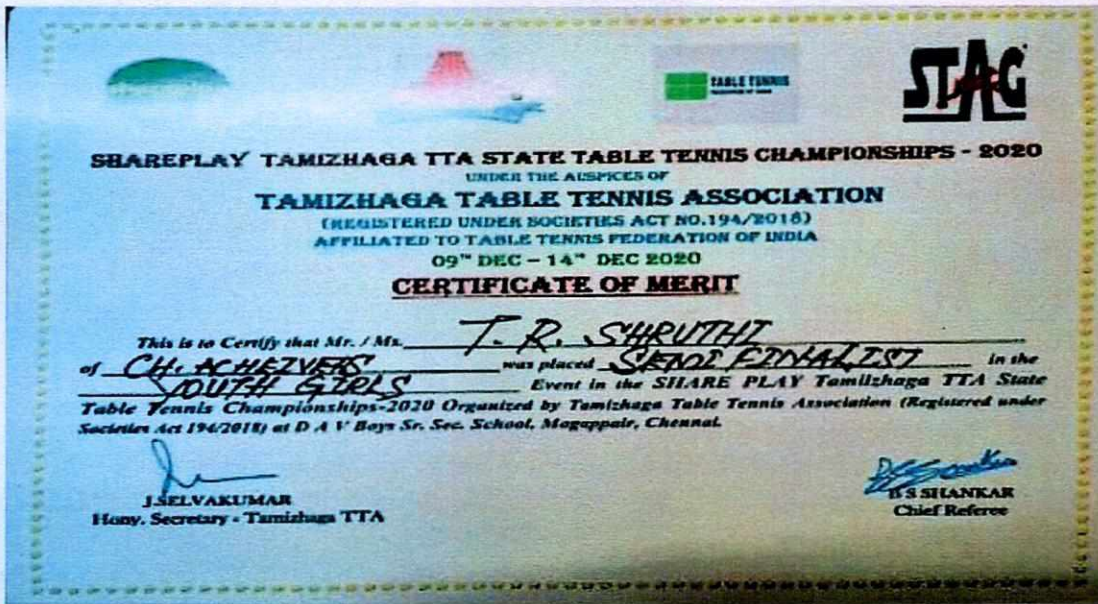 TABLE TENNIS
STAG
SHAREPLAY TAMIZHAGA TTA STATE TABLE TENNIS CHAMPIONSHIPS - 2020
UNDER THE AUSPICES OF
TAMIZHAGA TABLE TENNIS ASSOCIATION
(REGISTERED UNDER SOCIETIES ACT NO.194/2018)
AFFILIATED TO TABLE TENNIS FEDERATION OF INDIA
09TH DEC – 14TH DEC 2020
CERTIFICATE OF MERIT
This is to Certify that Mr. / Ms. T. R. SHRUTHI
of CH. ACHEIVERS was placed SEMI FINALIST in the
YOUTH GIRLS Event in the SHARE PLAY Tamilzhaga TTA State
Table Tennis Championships-2020 Organized by Tamizhaga Table Tennis Association (Registered under
Societies Act 194/2018) at D A V Boys Sr. Sec. School, Mogappair, Chennai.
J.SELVAKUMAR
Hony. Secretary - Tamizhaga TTA
B S SHANKAR
Chief Referee